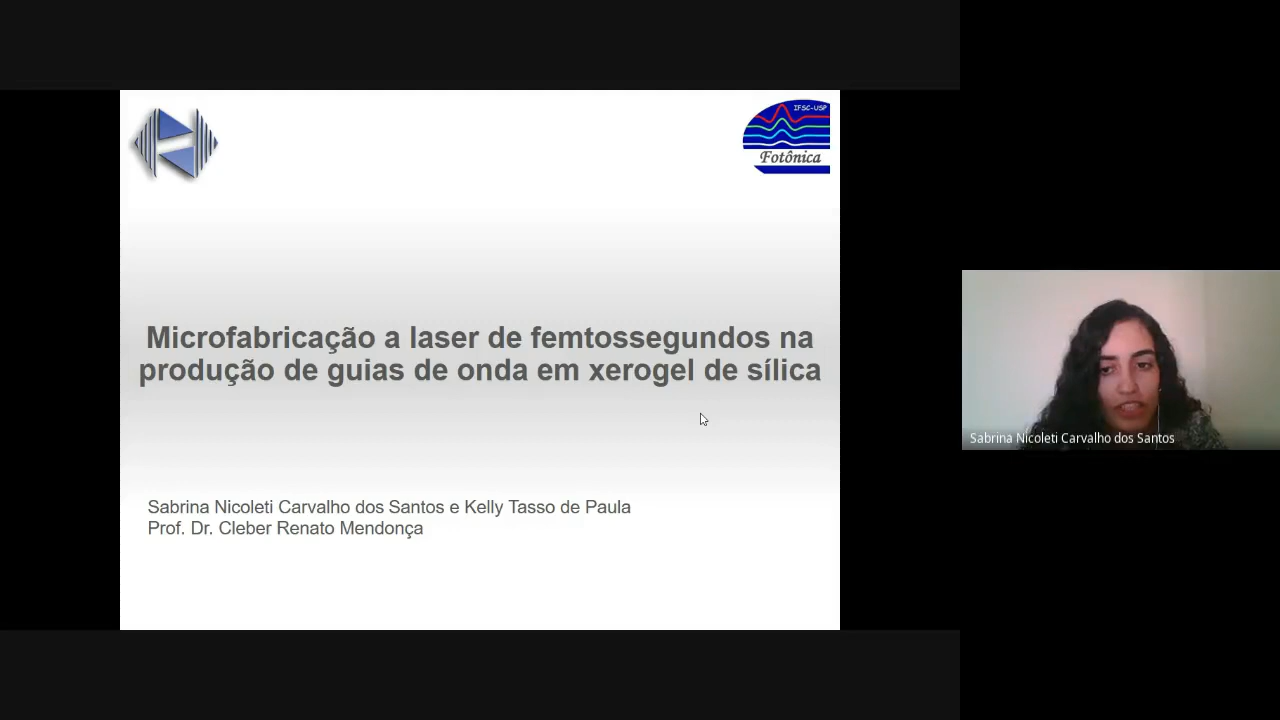 IFSC-USP
Fotônica
Microfabricação a laser de femtossegundos na
produção de guias de onda em xerogel de sílica
Sabrina Nicoleti Carvalho dos Santos e Kelly Tasso de Paula
Prof. Dr. Cleber Renato Mendonça
Sabrina Nicoleti Carvalho dos Santos